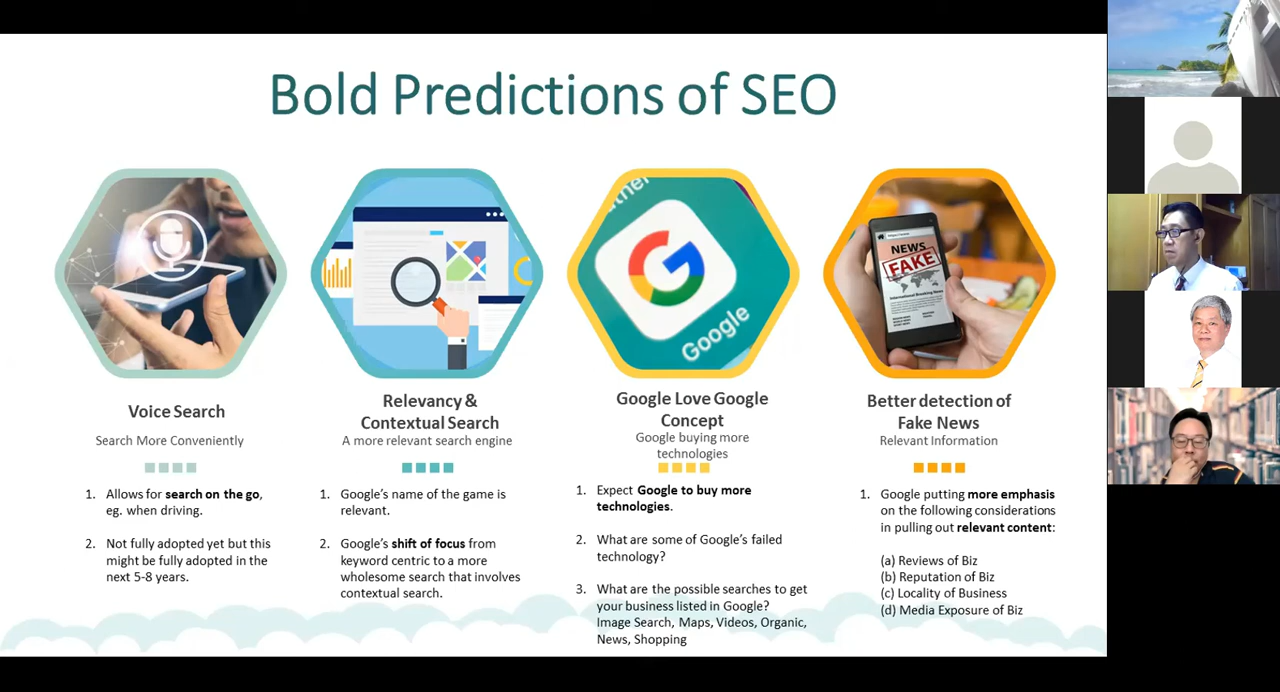 Bold Predictions of SEO
ther
Google
NEWS
FAKE
International Breaking News
Voice Search
Search More Conveniently
1. Allows for search on the go,
eg. when driving.
2. Not fully adopted yet but this
might be fully adopted in the
next 5-8 years.
Relevancy &
Contextual Search
A more relevant search engine
1. Google's name of the game is
relevant.
2. Google's shift of focus from
keyword centric to a more
wholesome search that involves
contextual search.
Google Love Google
Concept
Google buying more
technologies
1. Expect Google to buy more
technologies.
2. What are some of Google's failed
technology?
3. What are the possible searches to get
your business listed in Google?
Image Search, Maps, Videos, Organic,
News, Shopping
Better detection of
Fake News
Relevant Information
1. Google putting more emphasis
on the following considerations
in pulling out relevant content:
(a) Reviews of Biz
(b) Reputation of Biz
(c) Locality of Business
(d) Media Exposure of Biz